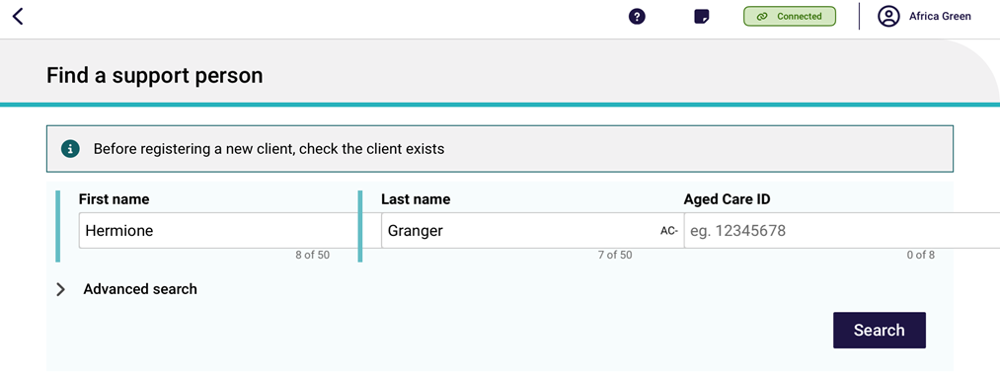 Connected
Africa Green
Find a support person
Before registering a new client, check the client exists
First name Last name Aged Care ID
Hermione Granger AC- eg. 12345678
8 of 50 7 of 50 0 of 8
Advanced search
Search